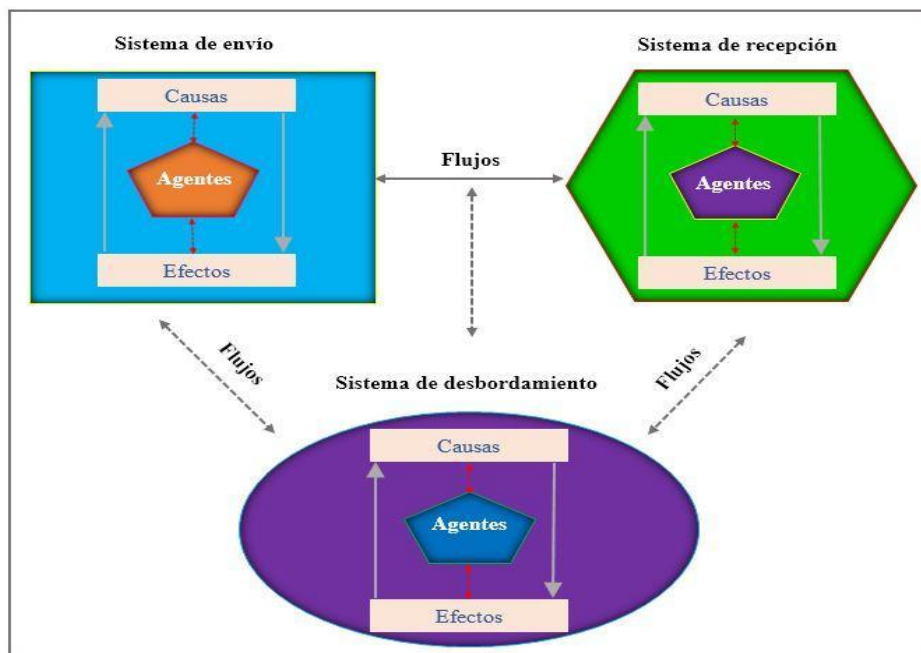 Sistema de envío
Causas
Agentes
Efectos
Flujos
Sistema de recepción
Causas
Agentes
Efectos
Flujos
Flujos
Sistema de desbordamiento
Causas
Agentes
Efectos